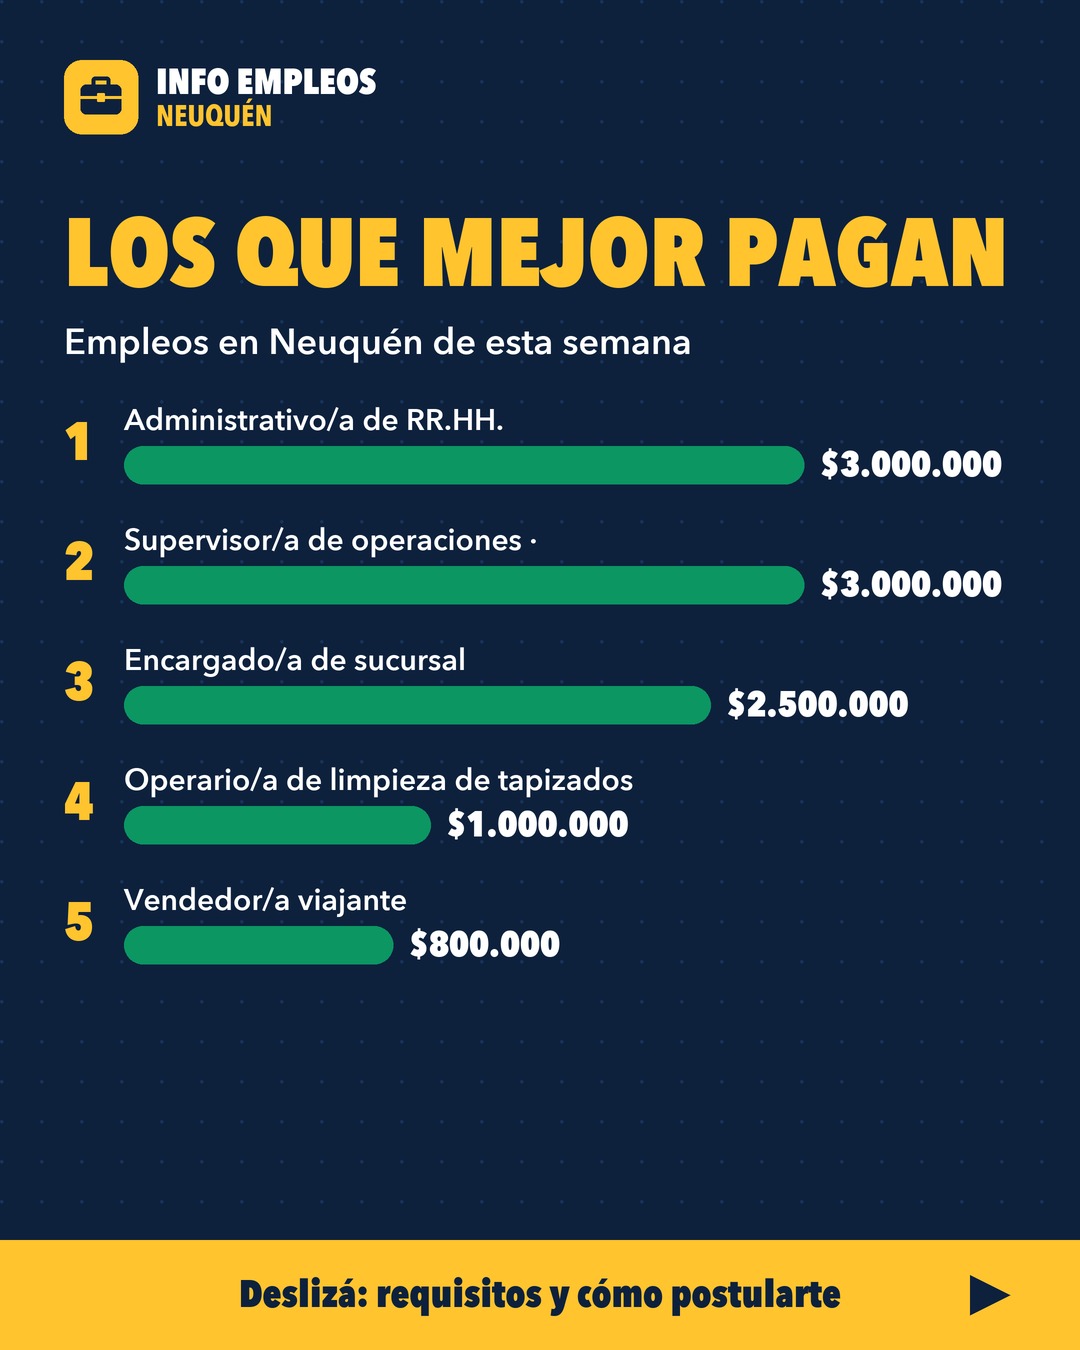 INFO EMPLEOS
NEUQUÉN
LOS QUE MEJOR PAGAN
Empleos en Neuquén de esta semana
1
Administrativo/a de RR.HH.
$3.000.000
2
Supervisor/a de operaciones ·
$3.000.000
3
Encargado/a de sucursal
$2.500.000
4
Operario/a de limpieza de tapizados
$1.000.000
5
Vendedor/a viajante
$800.000
Deslizá: requisitos y cómo postularte